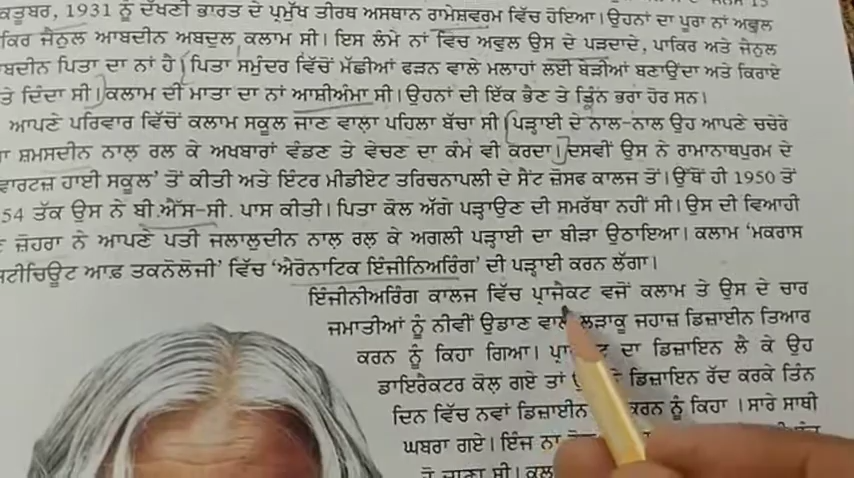 ਕਤੂਬਰ, 1931 ਨੂੰ ਦੱਖਣੀ ਭਾਰਤ ਦੇ ਪ੍ਰਮੁੱਖ ਤੀਰਥ ਅਸਥਾਨ ਰਾਮੇਸ਼ਵਰਮ ਵਿੱਚ ਹੋਇਆ। ਉਹਨਾਂ ਦਾ ਪੂਰਾ ਨਾਂ ਅਵੁਲ
ਕਿਰ ਜੈਨੁਲ ਆਬਦੀਨ ਅਬਦੁਲ ਕਲਾਮ ਸੀ। ਇਸ ਲੰਮੇ ਨਾਂ ਵਿਚ ਅਵੁਲ ਉਸ ਦੇ ਪੜਦਾਦੇ, ਪਾਕਿਰ ਅਤੇ ਜੈਨੁਲ
ਬਦੀਨ ਪਿਤਾ ਦਾ ਨਾਂ ਹੈ। ਪਿਤਾ ਸਮੁੰਦਰ ਵਿੱਚੋਂ ਮੱਛੀਆਂ ਫੜਨ ਵਾਲੇ ਮਲਾਹਾਂ ਲਈ ਬੇੜੀਆਂ ਬਣਾਉਂਦਾ ਅਤੇ ਕਿਰਾਏ
ਤੇ ਦਿੰਦਾ ਸੀ। ਕਲਾਮ ਦੀ ਮਾਤਾ ਦਾ ਨਾਂ ਆਸ਼ੀਅੰਮਾ ਸੀ। ਉਹਨਾਂ ਦੀ ਇੱਕ ਭੈਣ ਤੇ ਤਿੰਨ ਭਰਾ ਹੋਰ ਸਨ।
ਆਪਣੇ ਪਰਿਵਾਰ ਵਿੱਚੋਂ ਕਲਾਮ ਸਕੂਲ ਜਾਣ ਵਾਲਾ ਪਹਿਲਾ ਬੱਚਾ ਸੀ। ਪੜ੍ਹਾਈ ਦੇ ਨਾਲ-ਨਾਲ ਉਹ ਆਪਣੇ ਚਚੇਰੇ
ਸ਼ਮਸਦੀਨ ਨਾਲ਼ ਰਲ਼ ਕੇ ਅਖਬਾਰਾਂ ਵੰਡਣ ਤੇ ਵੇਚਣ ਦਾ ਕੰਮ ਵੀ ਕਰਦਾ। ਦਸਵੀਂ ਉਸ ਨੇ ਰਾਮਾਨਾਥਪੁਰਮ ਦੇ
ਵਾਰਟਜ਼ ਹਾਈ ਸਕੂਲ' ਤੋਂ ਕੀਤੀ ਅਤੇ ਇੰਟਰ ਮੀਡੀਏਟ ਤਰਿਚਨਾਪਲੀ ਦੇ ਸੈਂਟ ਜ਼ੋਸਫ ਕਾਲਜ ਤੋਂ। ਉੱਥੋਂ ਹੀ 1950 ਤੋਂ
54 ਤੱਕ ਉਸ ਨੇ ਬੀ.ਐੱਸ-ਸੀ. ਪਾਸ ਕੀਤੀ। ਪਿਤਾ ਕੋਲ ਅੱਗੇ ਪੜ੍ਹਾਉਣ ਦੀ ਸਮਰੱਥਾ ਨਹੀਂ ਸੀ। ਉਸ ਦੀ ਵਿਆਹੀ
ਜ਼ੋਹਰਾ ਨੇ ਆਪਣੇ ਪਤੀ ਜਲਾਲੁਦੀਨ ਨਾਲ਼ ਰਲ਼ ਕੇ ਅਗਲੀ ਪੜ੍ਹਾਈ ਦਾ ਬੀੜਾ ਉਠਾਇਆ। ਕਲਾਮ 'ਮਕਰਾਸ
ਸਟੀਚਿਊਟ ਆਫ਼ ਤਕਨੋਲੋਜੀ' ਵਿੱਚ 'ਐਰੋਨਾਟਿਕ ਇੰਜੀਨਿਅਰਿੰਗ' ਦੀ ਪੜ੍ਹਾਈ ਕਰਨ ਲੱਗਾ।
ਇੰਜੀਨੀਅਰਿੰਗ ਕਾਲਜ ਵਿੱਚ ਪ੍ਰਾਜੈਕਟ ਵਜੋਂ ਕਲਾਮ ਤੇ ਉਸ ਦੇ ਚਾਰ
ਜਮਾਤੀਆਂ ਨੂੰ ਨੀਵੀਂ ਉਡਾਣ ਵਾਲੇ ਲੜਾਕੂ ਜਹਾਜ਼ ਡਿਜ਼ਾਈਨ ਤਿਆਰ
ਕਰਨ ਨੂੰ ਕਿਹਾ ਗਿਆ। ਦਾ ਡਿਜ਼ਾਇਨ ਲੈ ਕੇ ਉਹ
ਡਾਇਰੈਕਟਰ ਕੋਲ਼ ਗਏ ਤਾਂ ਡਿਜ਼ਾਇਨ ਰੱਦ ਕਰਕੇ ਤਿੰਨ
ਦਿਨ ਵਿੱਚ ਨਵਾਂ ਡਿਜ਼ਾਈਨ ਕਰਨ ਨੂੰ ਕਿਹਾ। ਸਾਰੇ ਸਾਥੀ
ਘਬਰਾ ਗਏ। ਇੰਜ ਨਾ
ਜਾਣਾ ਸੀ।